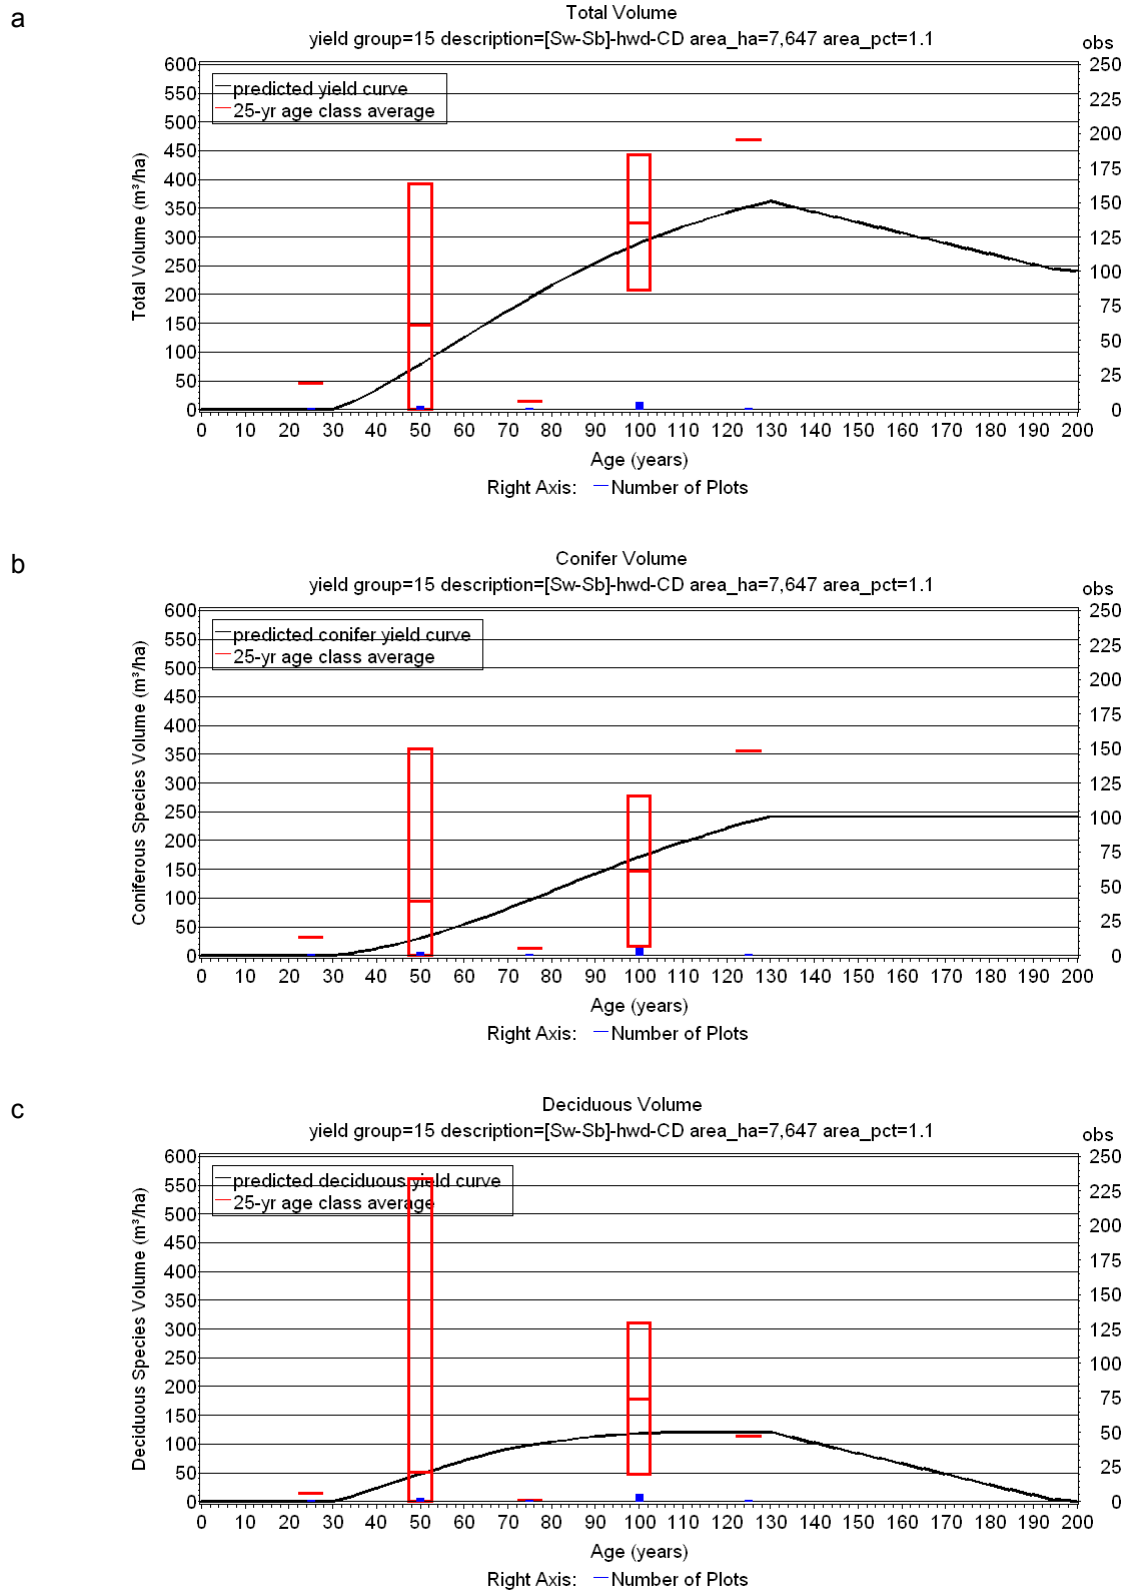 a
Total Volume
yield group=15 description=[Sw-Sb]-hwd-CD area_ha=7,647 area_pct=1.1
obs
600 550 500 450 400 350 300 250 200 150 100 50 0
Total Volume (m³/ha)
predicted yield curve
25-yr age class average
250 225 200 175 150 125 100 75 50 25 0
0 10 20 30 40 50 60 70 80 90 100 110 120 130 140 150 160 170 180 190 200
Age (years)
Right Axis: Number of Plots
b
Conifer Volume
yield group=15 description=[Sw-Sb]-hwd-CD area_ha=7,647 area_pct=1.1
obs
600 550 500 450 400 350 300 250 200 150 100 50 0
Coniferous Species Volume (m³/ha)
predicted conifer yield curve
25-yr age class average
250 225 200 175 150 125 100 75 50 25 0
0 10 20 30 40 50 60 70 80 90 100 110 120 130 140 150 160 170 180 190 200
Age (years)
Right Axis: Number of Plots
c
Deciduous Volume
yield group=15 description=[Sw-Sb]-hwd-CD area_ha=7,647 area_pct=1.1
obs
600 550 500 450 400 350 300 250 200 150 100 50 0
Deciduous Species Volume (m³/ha)
predicted deciduous yield curve
25-yr age class average
250 225 200 175 150 125 100 75 50 25 0
0 10 20 30 40 50 60 70 80 90 100 110 120 130 140 150 160 170 180 190 200
Age (years)
Right Axis: Number of Plots